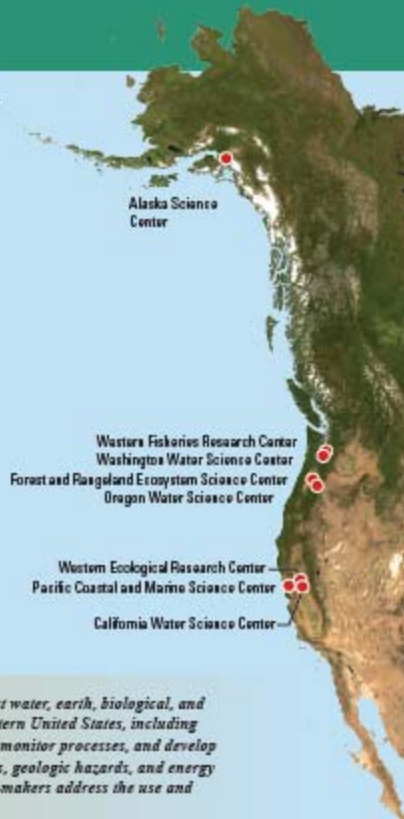 Alaska Science
Center
Western Fisheries Research Center
Washington Water Science Center
Forest and Rangeland Ecosystem Science Center
Oregon Water Science Center
Western Ecological Research Center
Pacific Coastal and Marine Science Center
California Water Science Center
t water, earth, biological, and
tern United States, including
monitor processes, and develop
s, geologic hazards, and energy
makers address the use and